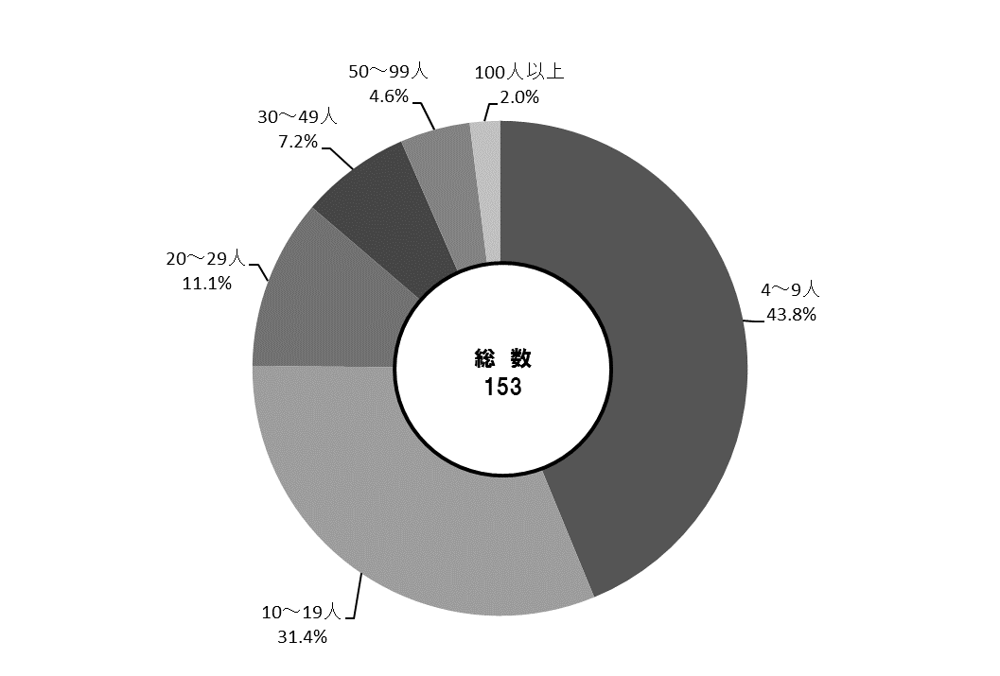 50～99人
4.6%
100人以上
2.0%
30～49人
7.2%
20～29人
11.1%
4～9人
43.8%
総　数
153
10～19人
31.4%